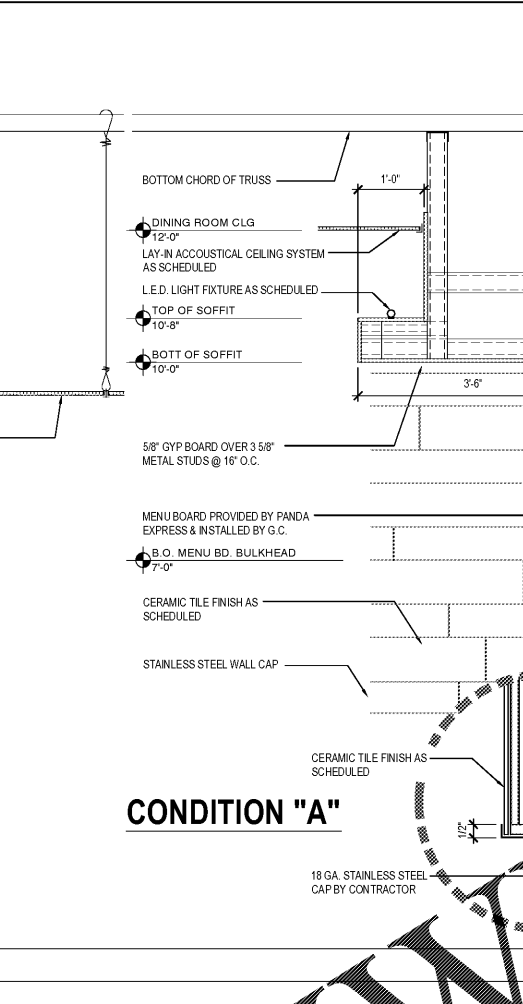 BOTTOM CHORD OF TRUSS
1'-0"
DINING ROOM CLG
12'-0"
LAY-IN ACCOUSTICAL CEILING SYSTEM
AS SCHEDULED
L.E.D. LIGHT FIXTURE AS SCHEDULED
TOP OF SOFFIT
10'-8"
BOTT OF SOFFIT
10'-0"
3'-6"
5/8" GYP BOARD OVER 3 5/8"
METAL STUDS @ 16" O.C.
MENU BOARD PROVIDED BY PANDA
EXPRESS & INSTALLED BY G.C.
B.O. MENU BD. BULKHEAD
7'-0"
CERAMIC TILE FINISH AS
SCHEDULED
STAINLESS STEEL WALL CAP
CERAMIC TILE FINISH AS
SCHEDULED
CONDITION "A"
1/2"
18 GA. STAINLESS STEEL
CAP BY CONTRACTOR
W